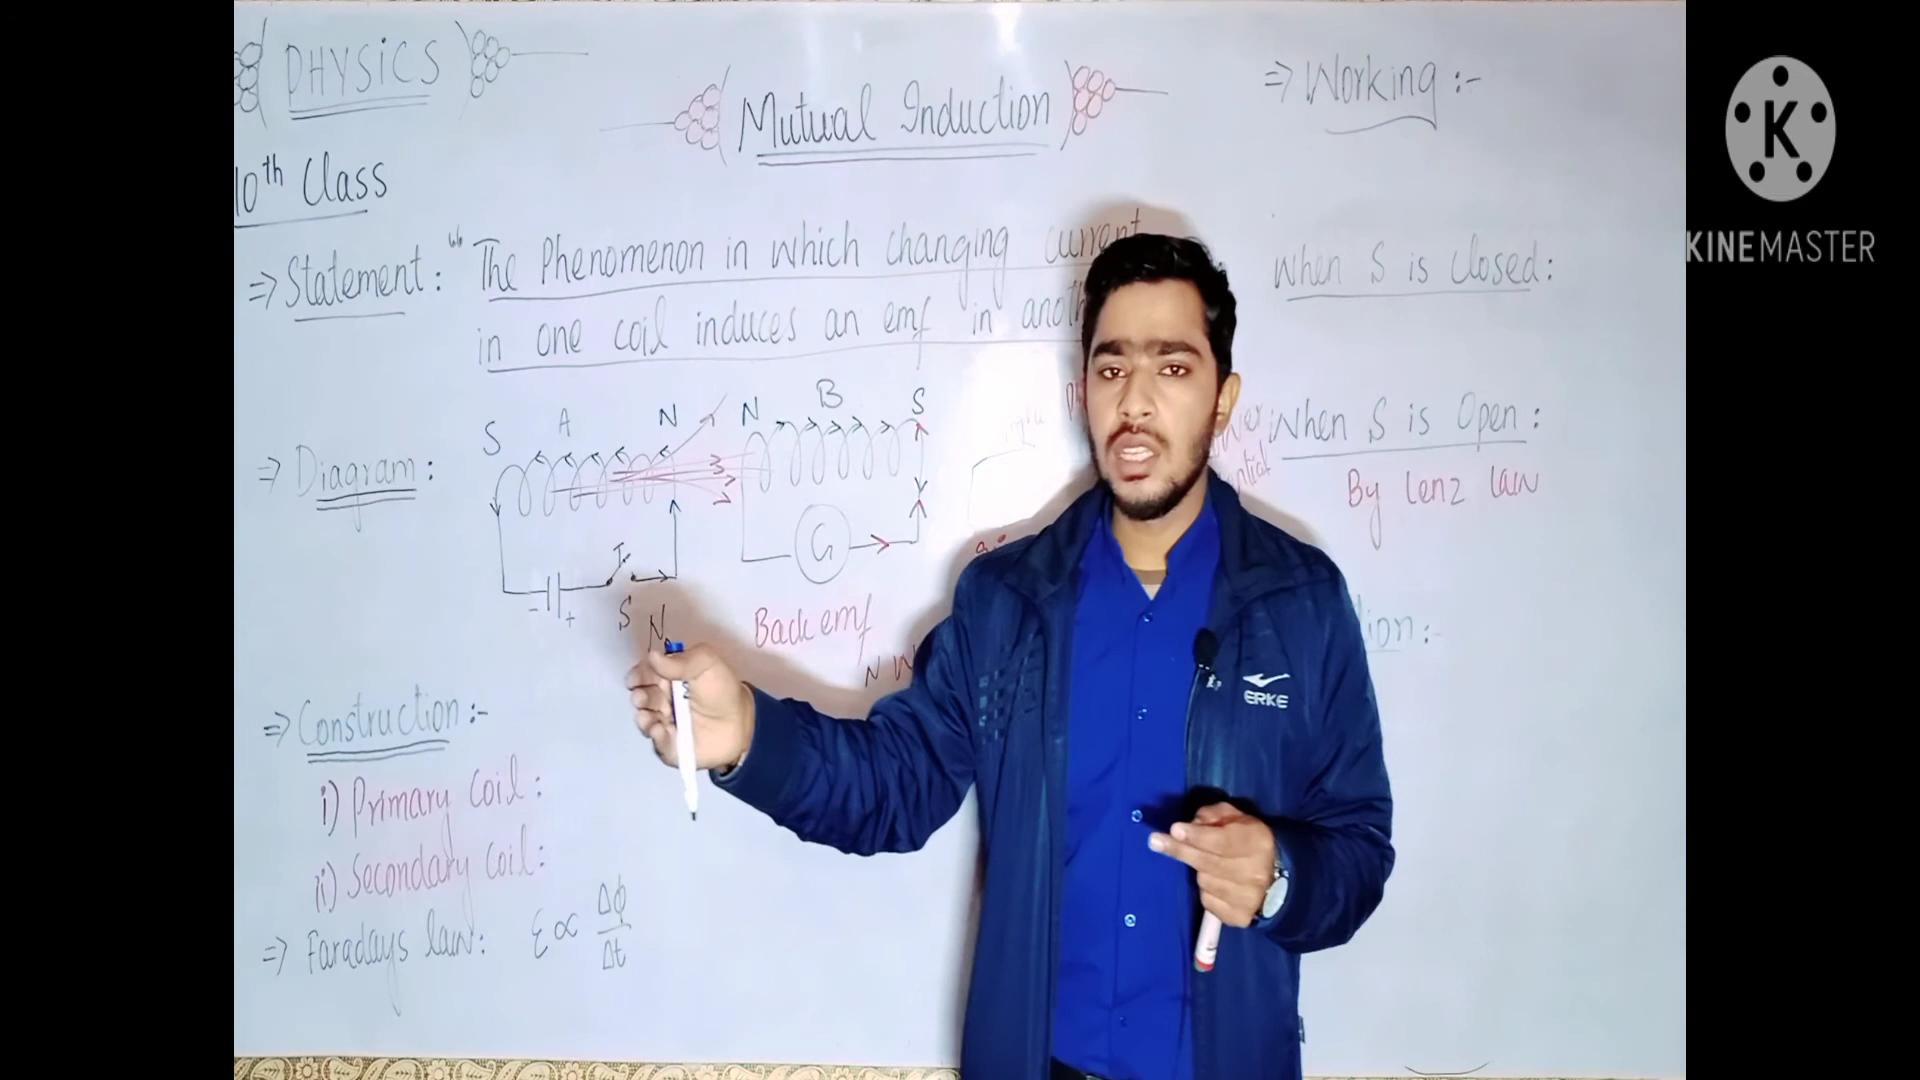 PHYSICS
10th Class
Mutual Induction
⇒ Working :-
⇒ Statement : “ The Phenomenon in which changing current
in one coil induces an emf in
When S is Closed :
When S is Open :
By Lenz law
⇒ Diagram :
S A N
N B S
G
- +
S
N
Back emf
N
⇒ Construction :-
i) Primary Coil :
ii) Secondary Coil :
⇒ Faradays law : ε ∝ Δϕ/Δt
ERKE
K
KINEMASTER